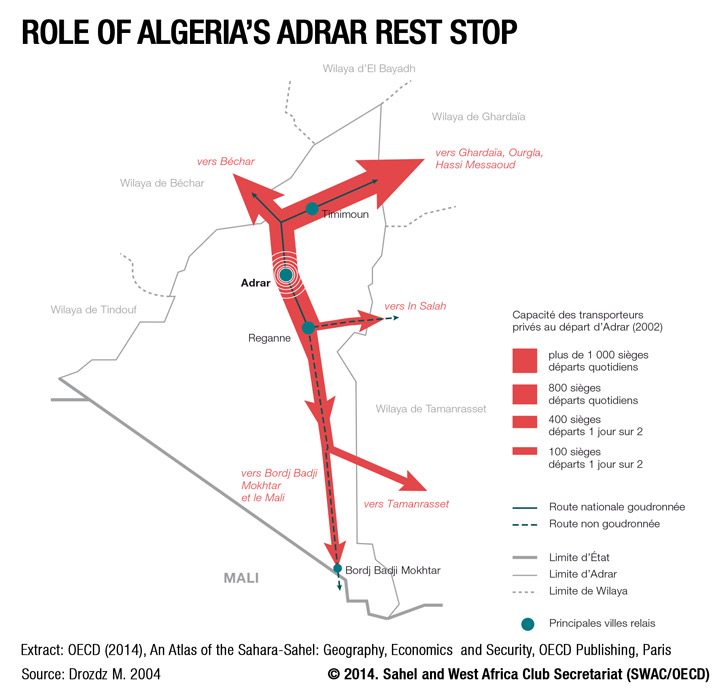 ROLE OF ALGERIA'S ADRAR REST STOP
Wilaya d'El Bayadh
Wilaya de Ghardaïa
vers Béchar
vers Ghardaïa, Ourgla,
Hassi Messaoud
Wilaya de Béchar
Timimoun
Adrar
Wilaya de Tindouf
vers In Salah
Reganne
Capacité des transporteurs
privés au départ d'Adrar (2002)
plus de 1 000 sièges
départs quotidiens
800 sièges
départs quotidiens
400 sièges
départs 1 jour sur 2
100 sièges
départs 1 jour sur 2
Wilaya de Tamanrasset
vers Bordj Badji
Mokhtar
et le Mali
vers Tamanrasset
Route nationale goudronnée
Route non goudronnée
Limite d'État
Limite d'Adrar
Limite de Wilaya
Principales villes relais
Bordj Badji Mokhtar
MALI
Extract: OECD (2014), An Atlas of the Sahara-Sahel: Geography, Economics and Security, OECD Publishing, Paris
Source: Drozdz M. 2004
© 2014. Sahel and West Africa Club Secretariat (SWAC/OECD)